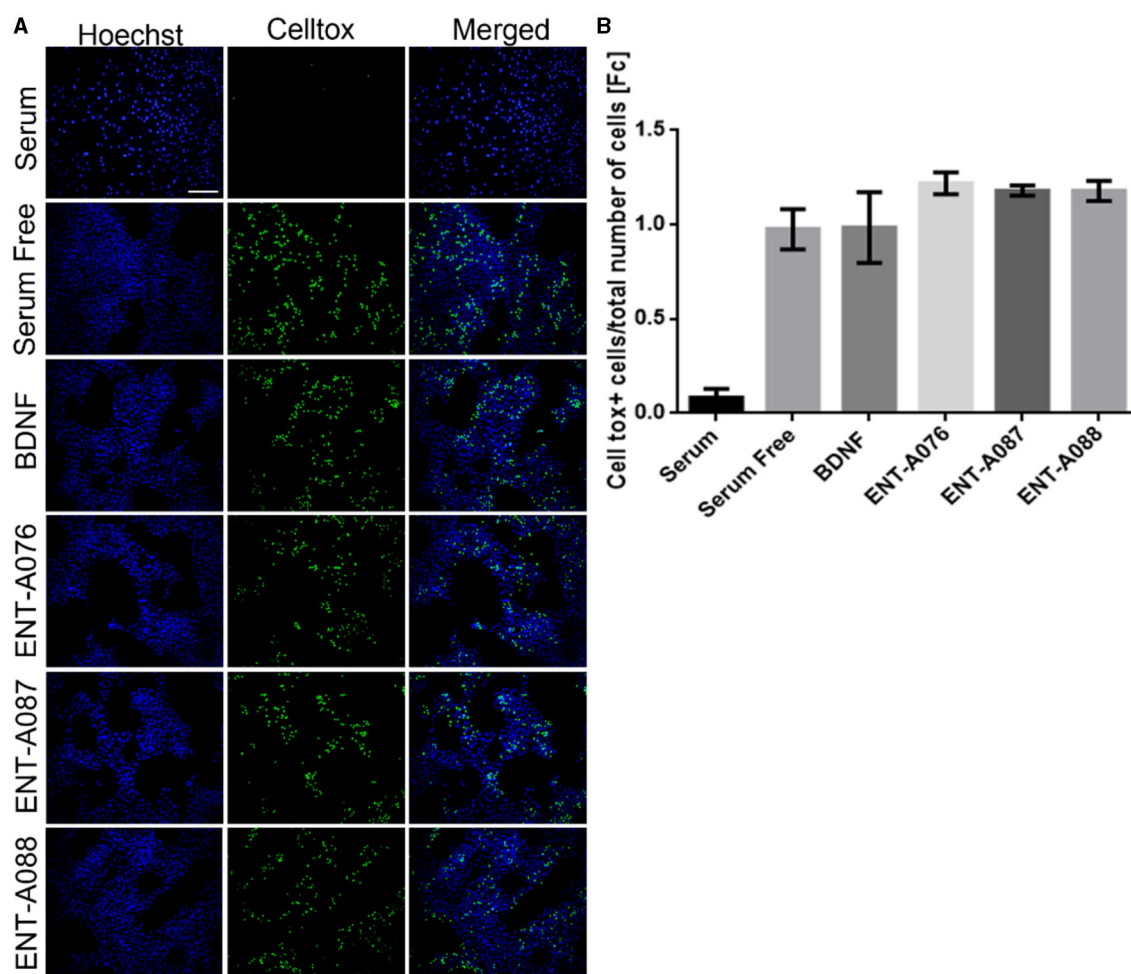 A
Hoechst Celltox Merged
Serum
Serum Free
BDNF
ENT-A076
ENT-A087
ENT-A088
B
Cell tox+ cells/total number of cells [Fc]
1.5
1.0
0.5
0.0
Serum
Serum Free
BDNF
ENT-A076
ENT-A087
ENT-A088